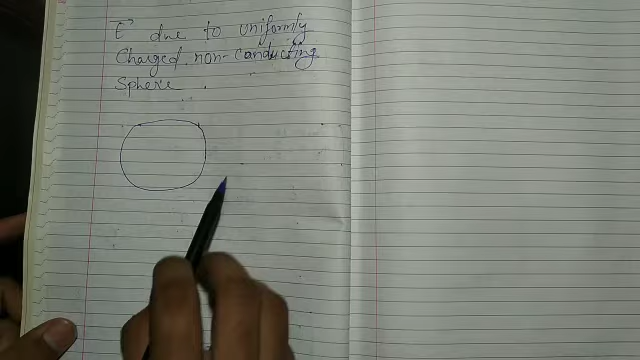 E⃗ due to uniformly
Charged non-conducting
Sphere.